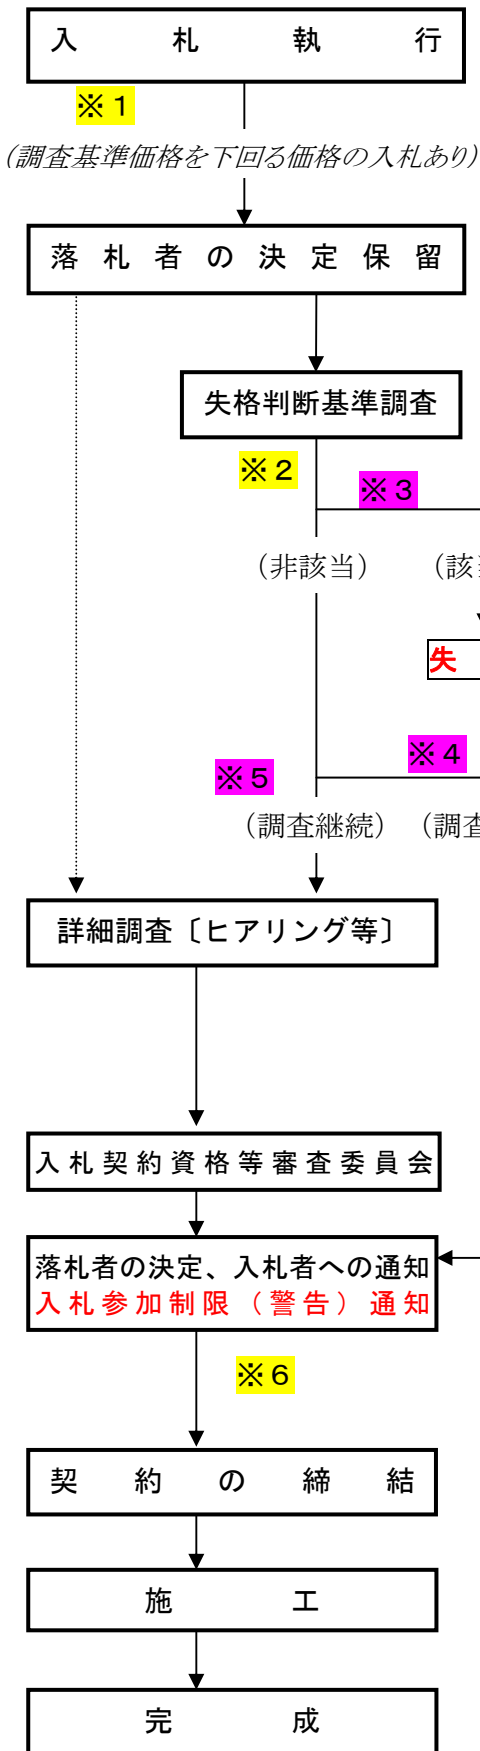 入札執行
※1
(調査基準価格を下回る価格の入札あり)
落札者の決定保留
失格判断基準調査
※2
※3
（非該当）
（該
失
※4
※5
（調査継続）
（調査
詳細調査〔ヒアリング等〕
入札契約資格等審査委員会
落札者の決定、入札者への通知
入札参加制限（警告）通知
※6
契約の締結
施工
完成